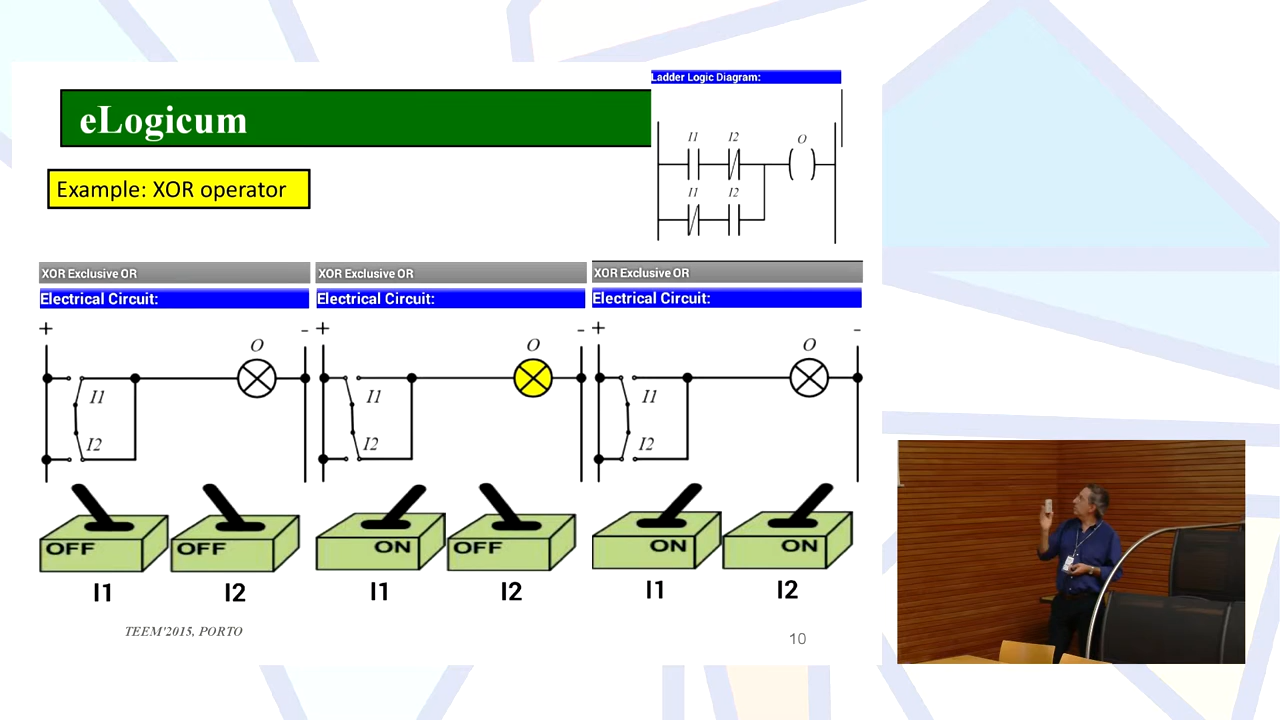 Ladder Logic Diagram:
eLogicum
I1 I2 O
Example: XOR operator
I1 I2
XOR Exclusive OR
Electrical Circuit:
+ -
O
I1
I2
OFF OFF
I1 I2
XOR Exclusive OR
Electrical Circuit:
+ -
O
I1
I2
ON OFF
I1 I2
XOR Exclusive OR
Electrical Circuit:
+ -
O
I1
I2
ON ON
I1 I2
TEEM'2015, PORTO
10